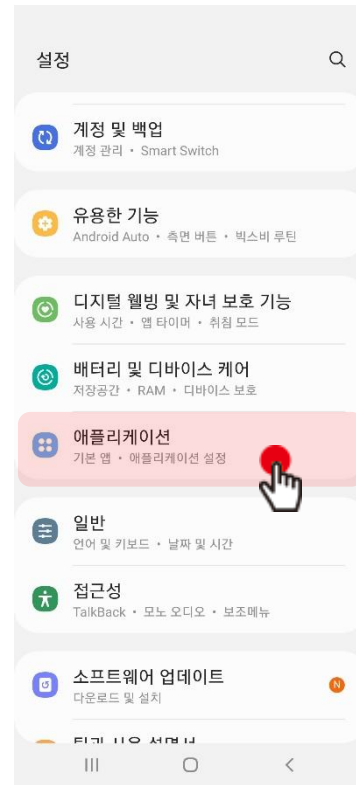 설정
계정 및 백업
계정 관리 • Smart Switch
유용한 기능
Android Auto • 측면 버튼 • 빅스비 루틴
디지털 웰빙 및 자녀 보호 기능
사용 시간 • 앱 타이머 • 취침 모드
배터리 및 디바이스 케어
저장공간 • RAM • 디바이스 보호
애플리케이션
기본 앱 • 애플리케이션 설정
일반
언어 및 키보드 • 날짜 및 시간
접근성
TalkBack • 모노 오디오 • 보조메뉴
소프트웨어 업데이트
N
다운로드 및 설치